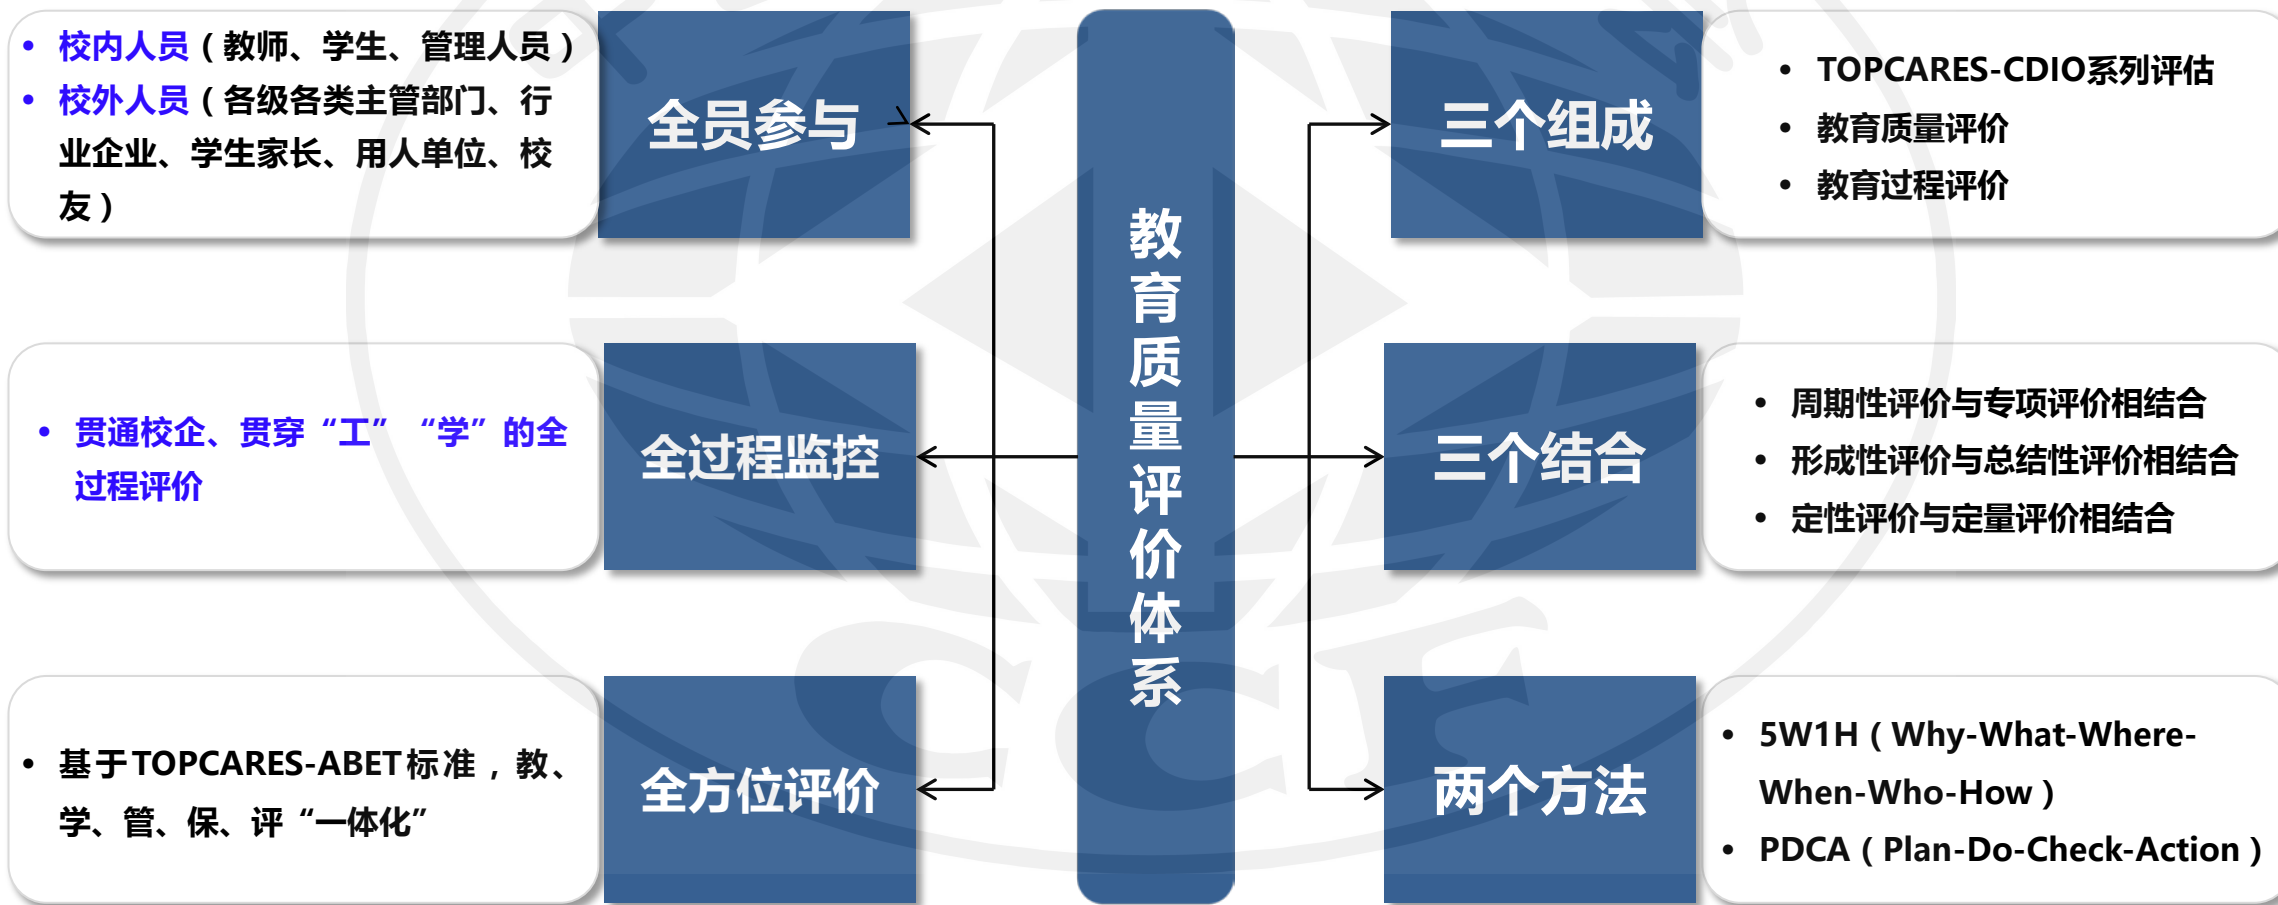 • 校内人员（教师、学生、管理人员）
• 校外人员（各级各类主管部门、行
业企业、学生家长、用人单位、校
友）
全员参与
• 贯通校企、贯穿“工”“学”的全
过程评价
全过程监控
• 基于TOPCARES-ABET标准，教、
学、管、保、评“一体化”
全方位评价
教育质量评价体系
三个组成
• TOPCARES-CDIO系列评估
• 教育质量评价
• 教育过程评价
三个结合
• 周期性评价与专项评价相结合
• 形成性评价与总结性评价相结合
• 定性评价与定量评价相结合
两个方法
• 5W1H（Why-What-Where-
When-Who-How）
• PDCA（Plan-Do-Check-Action）
CCF